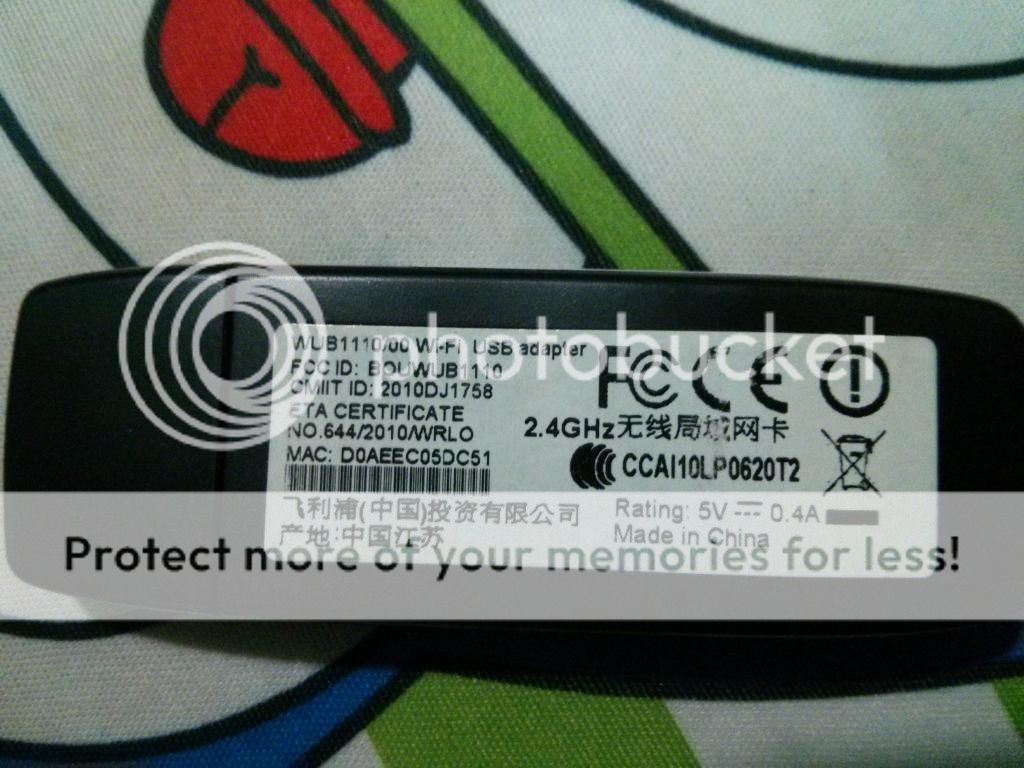 WUB1110/00 Wi-Fi USB adapter
FCC ID: BOUWUB1110
CMIIT ID: 2010DJ1758
ETA CERTIFICATE
NO.644/2010/WRLO
MAC: D0AEEC05DC51
FC CE
2.4GHz无线局域网卡
CCAI10LP0620T2
飞利浦(中国)投资有限公司
产地:中国江苏
Rating: 5V 0.4A
Made in China
photobucket
Protect more of your memories for less!